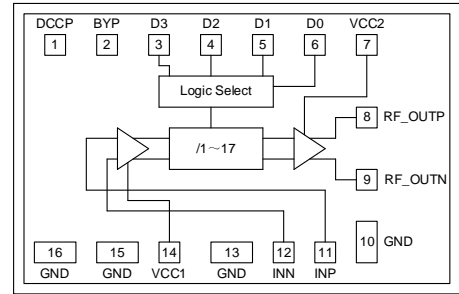 DCCP BYP D3 D2 D1 D0 VCC2
1 2 3 4 5 6 7
Logic Select
8 RF_OUTP
/1～17
9 RF_OUTN
10 GND
16 15 14 13 12 11
GND GND VCC1 GND INN INP